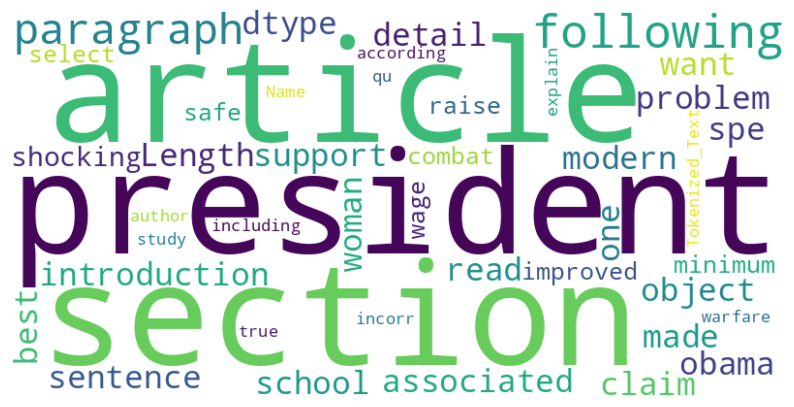 paragraph
dtype
detail
following
select
article
according
qu
explain
want
Name
safe
raise
problem
spe
Tokenized_Text
shocking
Length
support
combat
modern
president
woman
wage
one
author
including
study
introduction
read
improved
minimum
best
section
object
true
incorr
warfare
made
obama
sentence
school
associated
claim